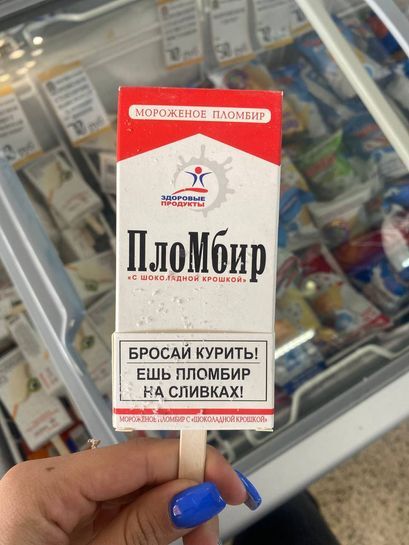 МОРОЖЕНОЕ ПЛОМБИР
ЗДОРОВЫЕ
ПРОДУКТЫ
ПлоМбир
«С ШОКОЛАДНОЙ КРОШКОЙ»
БРОСАЙ КУРИТЬ!
ЕШЬ ПЛОМБИР
НА СЛИВКАХ!
МОРОЖЕНОЕ ПЛОМБИР С «ШОКОЛАДНОЙ КРОШКОЙ»